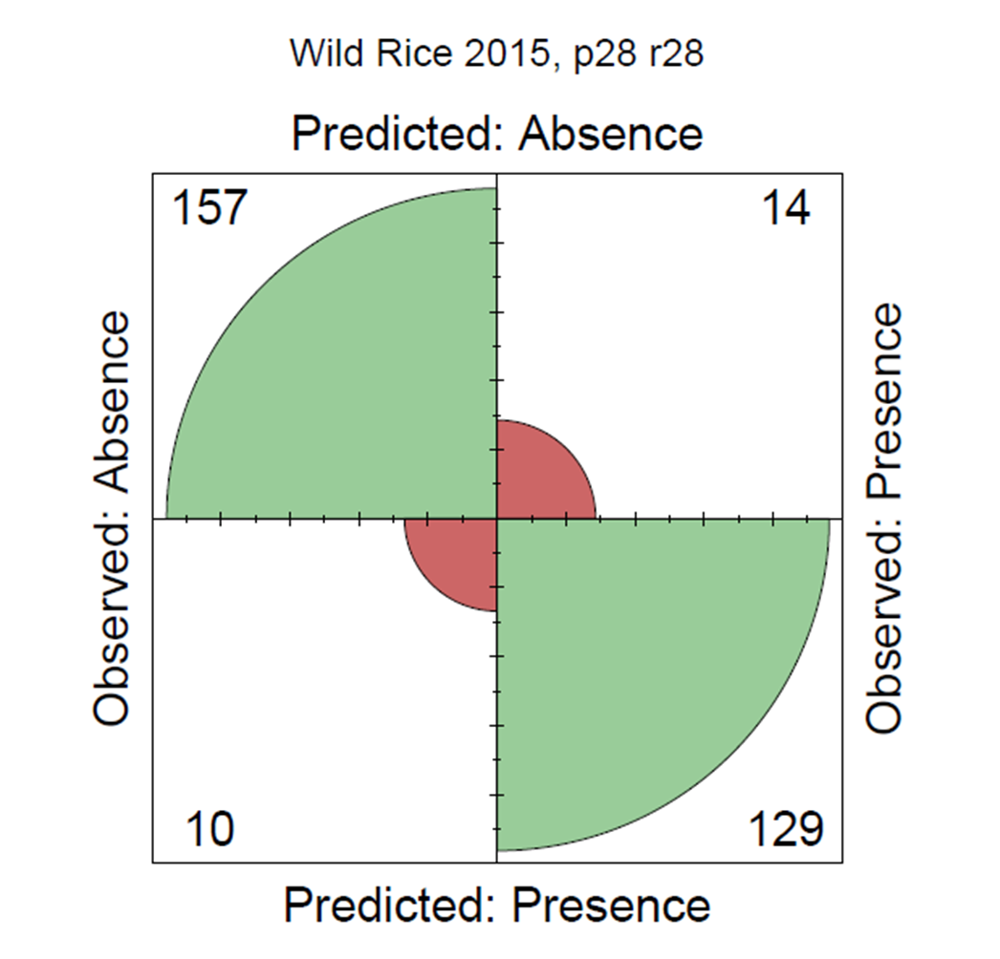 Wild Rice 2015, p28 r28
Predicted: Absence
157
14
Observed: Absence
Observed: Presence
10
129
Predicted: Presence